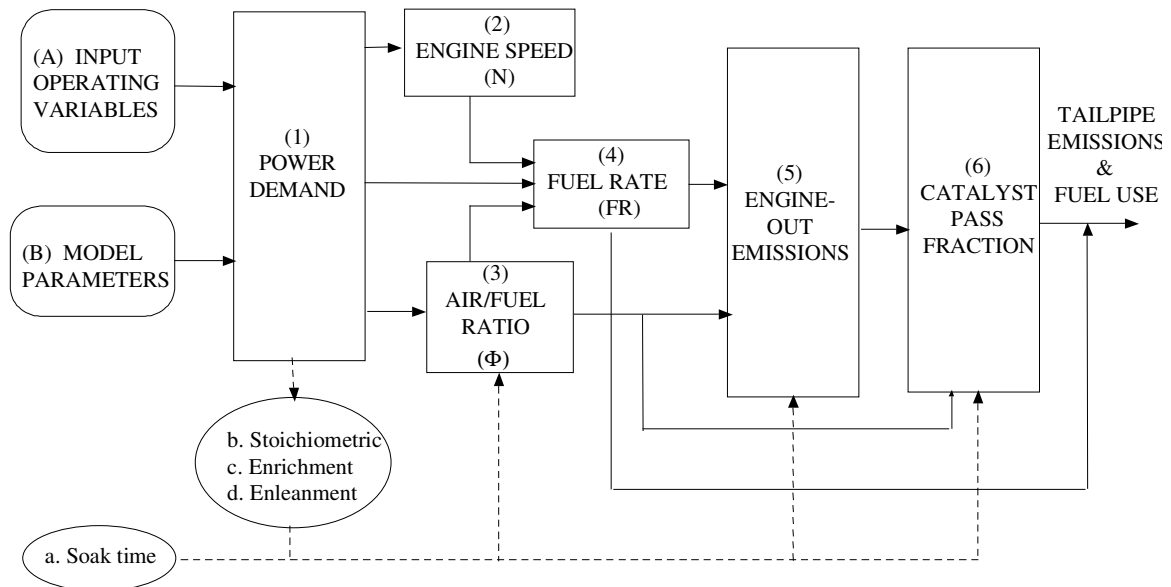 (A) INPUT
OPERATING
VARIABLES
(B) MODEL
PARAMETERS
(1)
POWER
DEMAND
(2)
ENGINE SPEED
(N)
(4)
FUEL RATE
(FR)
(3)
AIR/FUEL
RATIO
(Φ)
(5)
ENGINE-
OUT
EMISSIONS
(6)
CATALYST
PASS
FRACTION
TAILPIPE
EMISSIONS
&
FUEL USE
b. Stoichiometric
c. Enrichment
d. Enleanment
a. Soak time